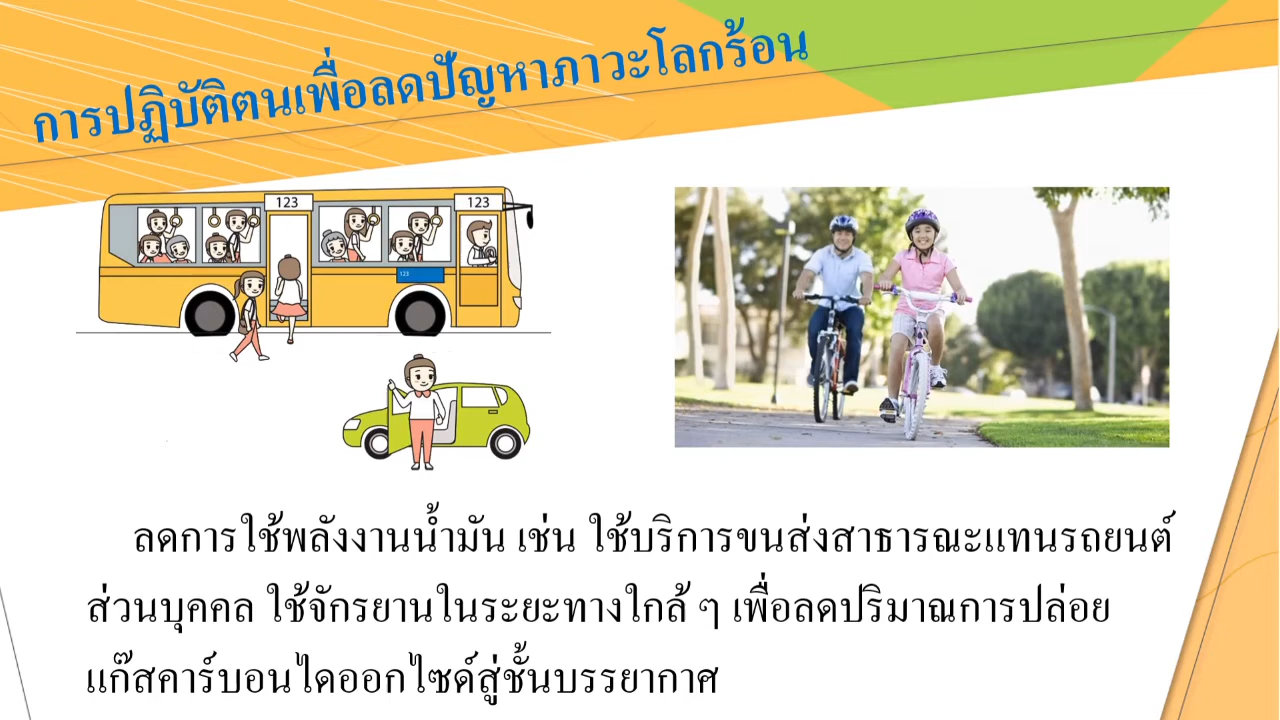 การปฏิบัติตนเพื่อลดปัญหาภาวะโลกร้อน
123
123
123
ลดการใช้พลังงานน้ำมัน เช่น ใช้บริการขนส่งสาธารณะแทนรถยนต์
ส่วนบุคคล ใช้จักรยานในระยะทางใกล้ ๆ เพื่อลดปริมาณการปล่อย
แก๊สคาร์บอนไดออกไซด์สู่ชั้นบรรยากาศ